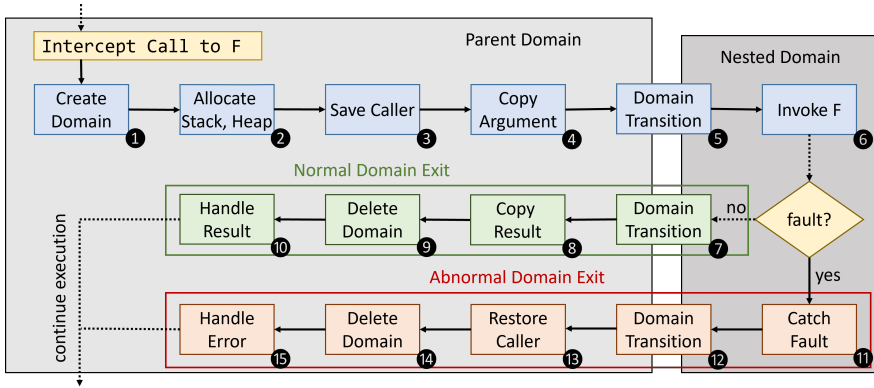 Parent Domain
Intercept Call to F
Nested Domain
Create
Domain
1
Allocate
Stack, Heap
2
Save Caller
3
Copy
Argument
4
Domain
Transition
5
Invoke F
6
Normal Domain Exit
Handle
Result
10
Delete
Domain
9
Copy
Result
8
Domain
Transition
7
no
fault?
yes
continue execution
Abnormal Domain Exit
Handle
Error
15
Delete
Domain
14
Restore
Caller
13
Domain
Transition
12
Catch
Fault
11